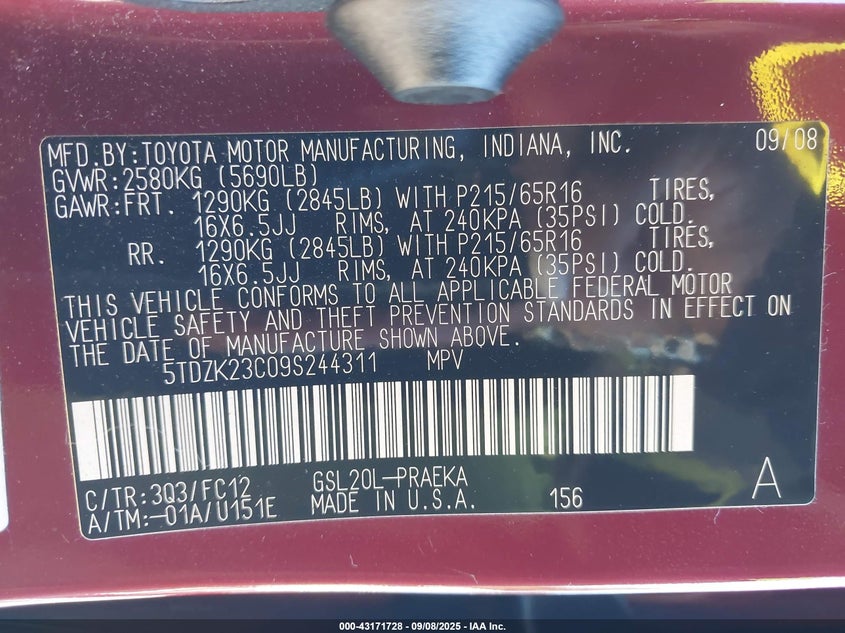 MFD.BY:TOYOTA MOTOR MANUFACTURING, INDIANA, INC. 09/08
GVWR:2580KG (5690LB)
GAWR:FRT. 1290KG (2845LB) WITH P215/65R16 TIRES,
16X6.5JJ RIMS, AT 240KPA (35PSI) COLD.
RR. 1290KG (2845LB) WITH P215/65R16 TIRES,
16X6.5JJ RIMS, AT 240KPA (35PSI) COLD.
THIS VEHICLE CONFORMS TO ALL APPLICABLE FEDERAL MOTOR
VEHICLE SAFETY AND THEFT PREVENTION STANDARDS IN EFFECT ON
THE DATE OF MANUFACTURE SHOWN ABOVE.
5TDZK23C09S244311 MPV
C/TR:3Q3/FC12 GSL20L-PRAEKA
A/TM:-01A/U151E MADE IN U.S.A. 156 A
000-43171728 - 09/08/2025 - IAA Inc.